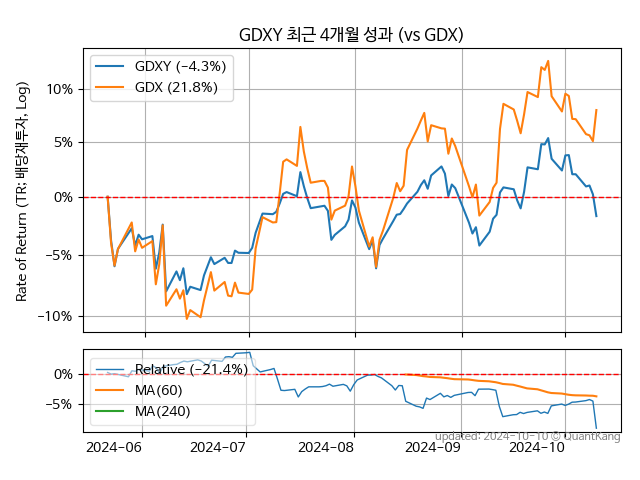 GDXY 최근 4개월 성과 (vs GDX)
GDXY (-4.3%)
GDX (21.8%)
Rate of Return (TR: 배당재투자, Log)
10%
5%
0%
-5%
-10%
Relative (-21.4%)
MA(60)
MA(240)
0%
-5%
2024-06
2024-07
2024-08
2024-09
2024-10
updated: 2024-10-10 © QuantKang